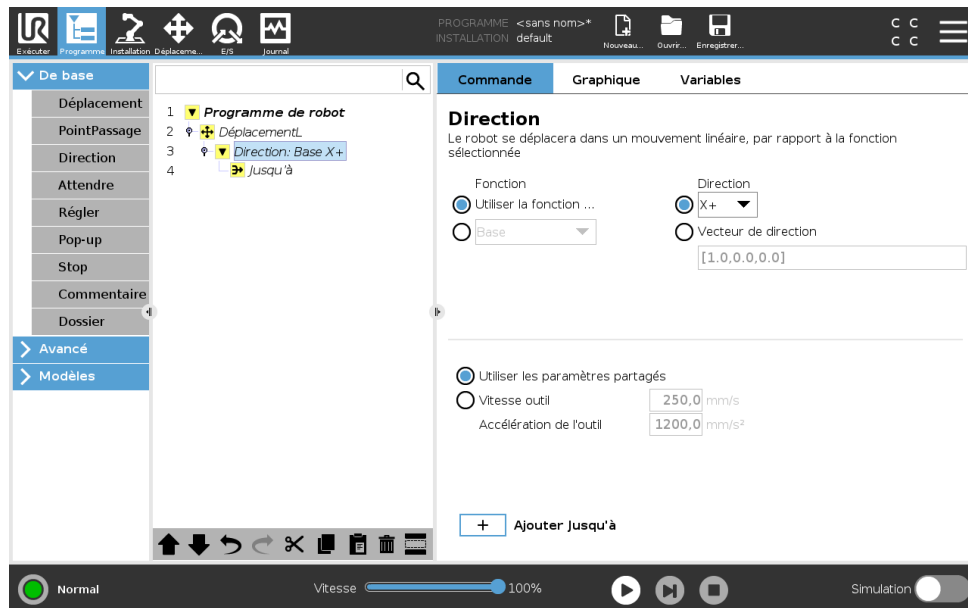 PROGRAMME <sans nom>*
INSTALLATION default
C C
C C
Exécuter Programme Installation Déplaceme... E/S Journal Nouveau... Ouvrir... Enregistrer...
De base
Déplacement
PointPassage
Direction
Attendre
Régler
Pop-up
Stop
Commentaire
Dossier
Avancé
Modèles
1 Programme de robot
2 DéplacementL
3 Direction: Base X+
4 Jusqu'à
Commande Graphique Variables
Direction
Le robot se déplacera dans un mouvement linéaire, par rapport à la fonction
sélectionnée
Fonction Direction
Utiliser la fonction ... X+
Base Vecteur de direction
[1.0,0.0,0.0]
Utiliser les paramètres partagés
Vitesse outil 250,0 mm/s
Accélération de l'outil 1200,0 mm/s²
+ Ajouter Jusqu'à
Normal Vitesse 100% Simulation